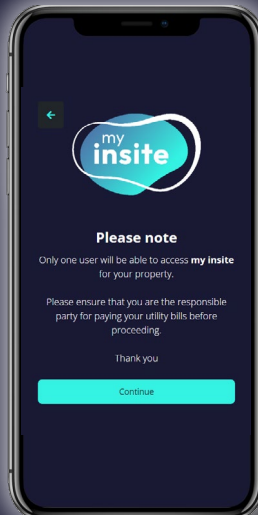 my
insite
Please note
Only one user will be able to access my insite
for your property.
Please ensure that you are the responsible
party for paying your utility bills before
proceeding.
Thank you
Continue